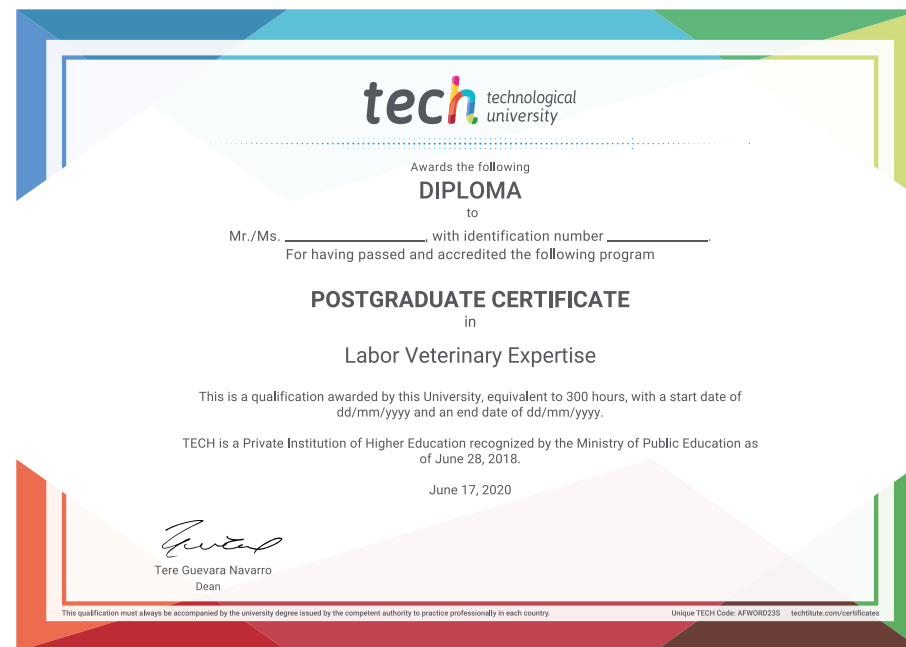 tech technological
university
Awards the following
DIPLOMA
to
Mr./Ms. ____________________, with identification number ______________.
For having passed and accredited the following program
POSTGRADUATE CERTIFICATE
in
Labor Veterinary Expertise
This is a qualification awarded by this University, equivalent to 300 hours, with a start date of
dd/mm/yyyy and an end date of dd/mm/yyyy.
TECH is a Private Institution of Higher Education recognized by the Ministry of Public Education as
of June 28, 2018.
June 17, 2020
Tere Guevara Navarro
Dean
This qualification must always be accompanied by the university degree issued by the competent authority to practice professionally in each country. Unique TECH Code: AFWORD23S techtitute.com/certificates